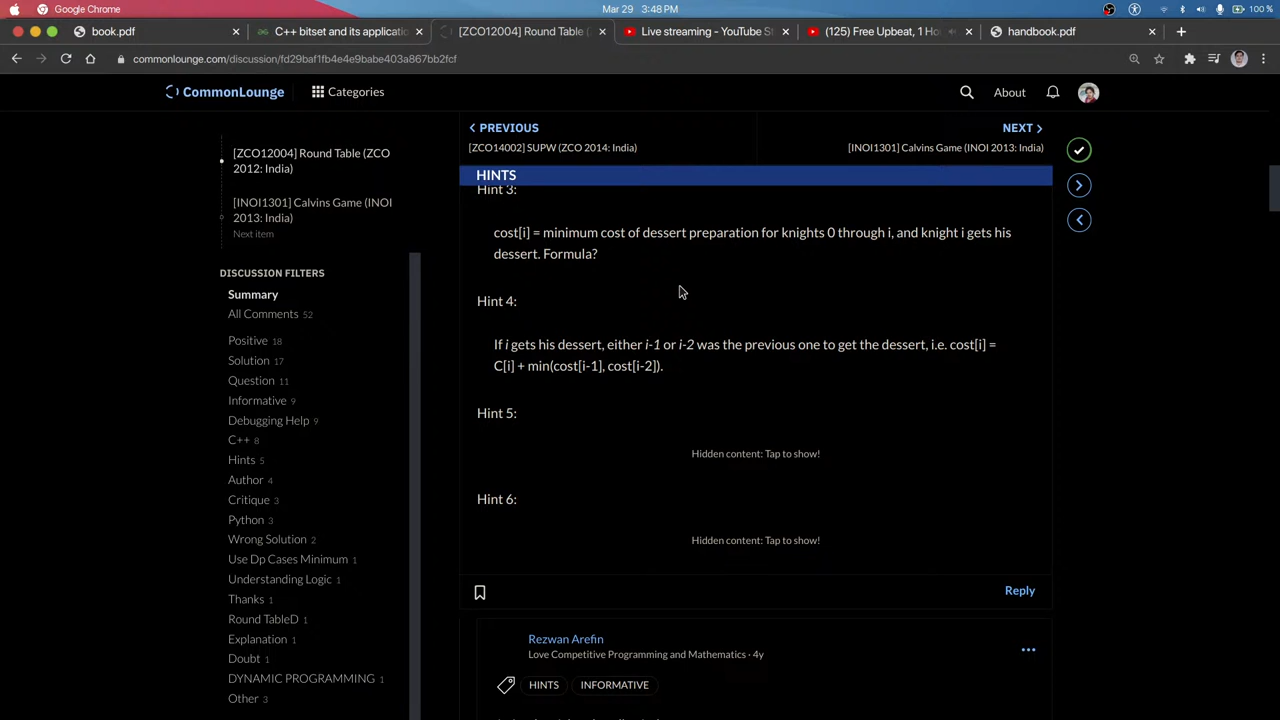 Google Chrome
Mar 29 3:48 PM
100 %
book.pdf
C++ bitset and its applicatio
[ZCO12004] Round Table (
Live streaming - YouTube St
(125) Free Upbeat, 1 Ho
handbook.pdf
commonlounge.com/discussion/fd29baf1fb4e4e9babe403a867bb2fcf
CommonLounge
Categories
About
PREVIOUS
NEXT
[ZCO14002] SUPW (ZCO 2014: India)
[INOI1301] Calvins Game (INOI 2013: India)
[ZCO12004] Round Table (ZCO
2012: India)
[INOI1301] Calvins Game (INOI
2013: India)
Next item
DISCUSSION FILTERS
Summary
All Comments 52
Positive 18
Solution 17
Question 11
Informative 9
Debugging Help 9
C++ 8
Hints 5
Author 4
Critique 3
Python 3
Wrong Solution 2
Use Dp Cases Minimum 1
Understanding Logic 1
Thanks 1
Round TableD 1
Explanation 1
Doubt 1
DYNAMIC PROGRAMMING 1
Other 3
HINTS
Hint 3:
cost[i] = minimum cost of dessert preparation for knights 0 through i, and knight i gets his
dessert. Formula?
Hint 4:
If i gets his dessert, either i-1 or i-2 was the previous one to get the dessert, i.e. cost[i] =
C[i] + min(cost[i-1], cost[i-2]).
Hint 5:
Hidden content: Tap to show!
Hint 6:
Hidden content: Tap to show!
Reply
Rezwan Arefin
Love Competitive Programming and Mathematics · 4y
HINTS
INFORMATIVE